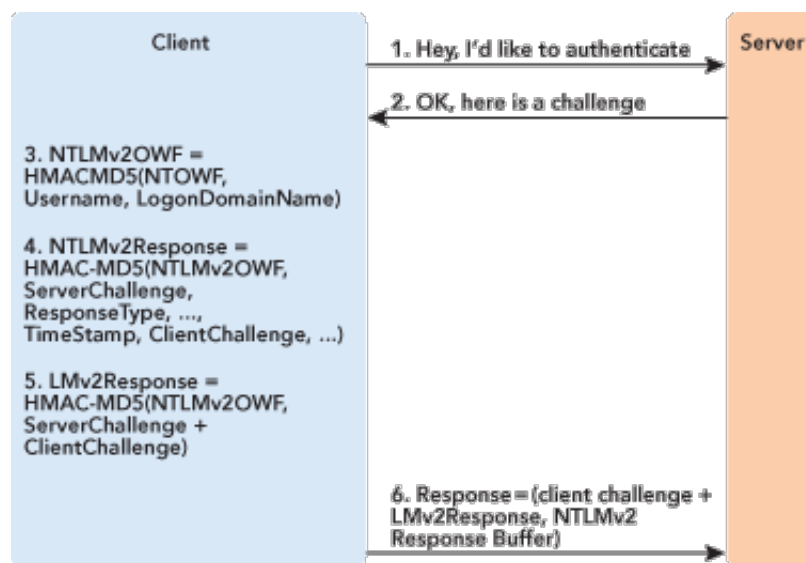 Client
Server
1. Hey, I'd like to authenticate
2. OK, here is a challenge
3. NTLMv2OWF =
HMACMD5(NTOWF,
Username, LogonDomainName)
4. NTLMv2Response =
HMAC-MD5(NTLMv2OWF,
ServerChallenge,
ResponseType, ...,
TimeStamp, ClientChallenge, ...)
5. LMv2Response =
HMAC-MD5(NTLMv2OWF,
ServerChallenge +
ClientChallenge)
6. Response=(client challenge +
LMv2Response, NTLMv2
Response Buffer)